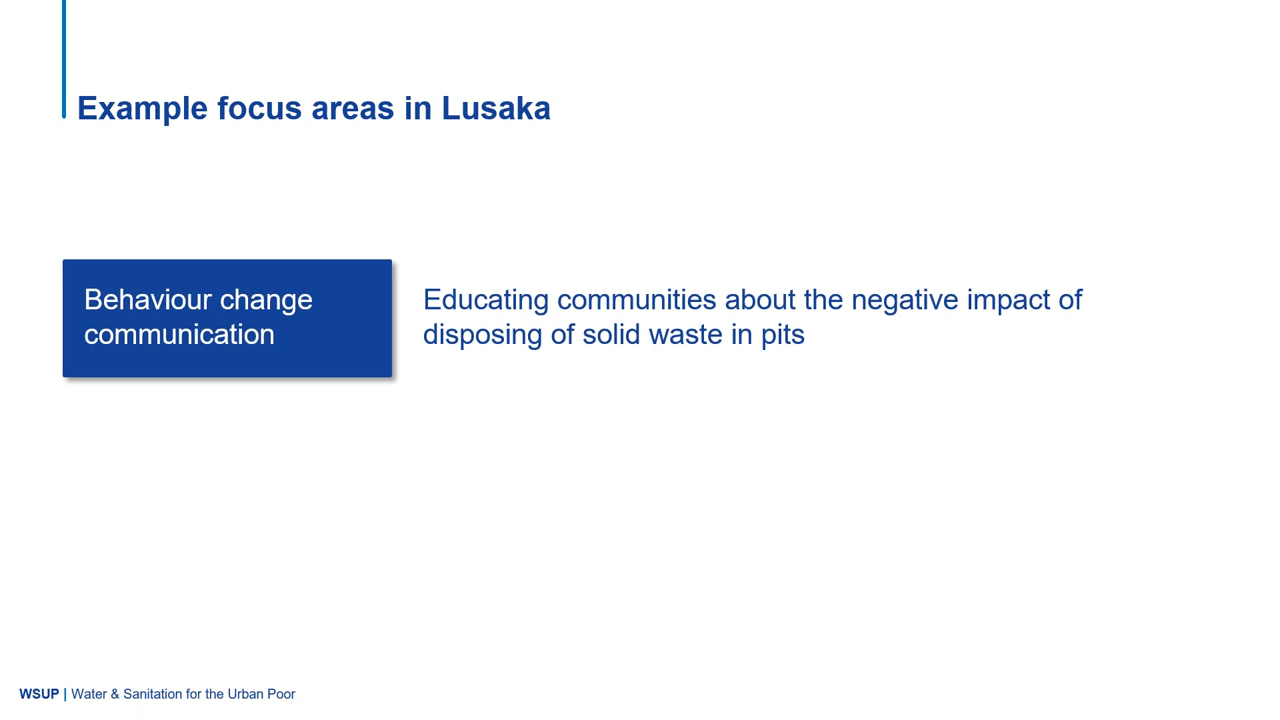 Example focus areas in Lusaka
Behaviour change
communication
Educating communities about the negative impact of
disposing of solid waste in pits
WSUP | Water & Sanitation for the Urban Poor